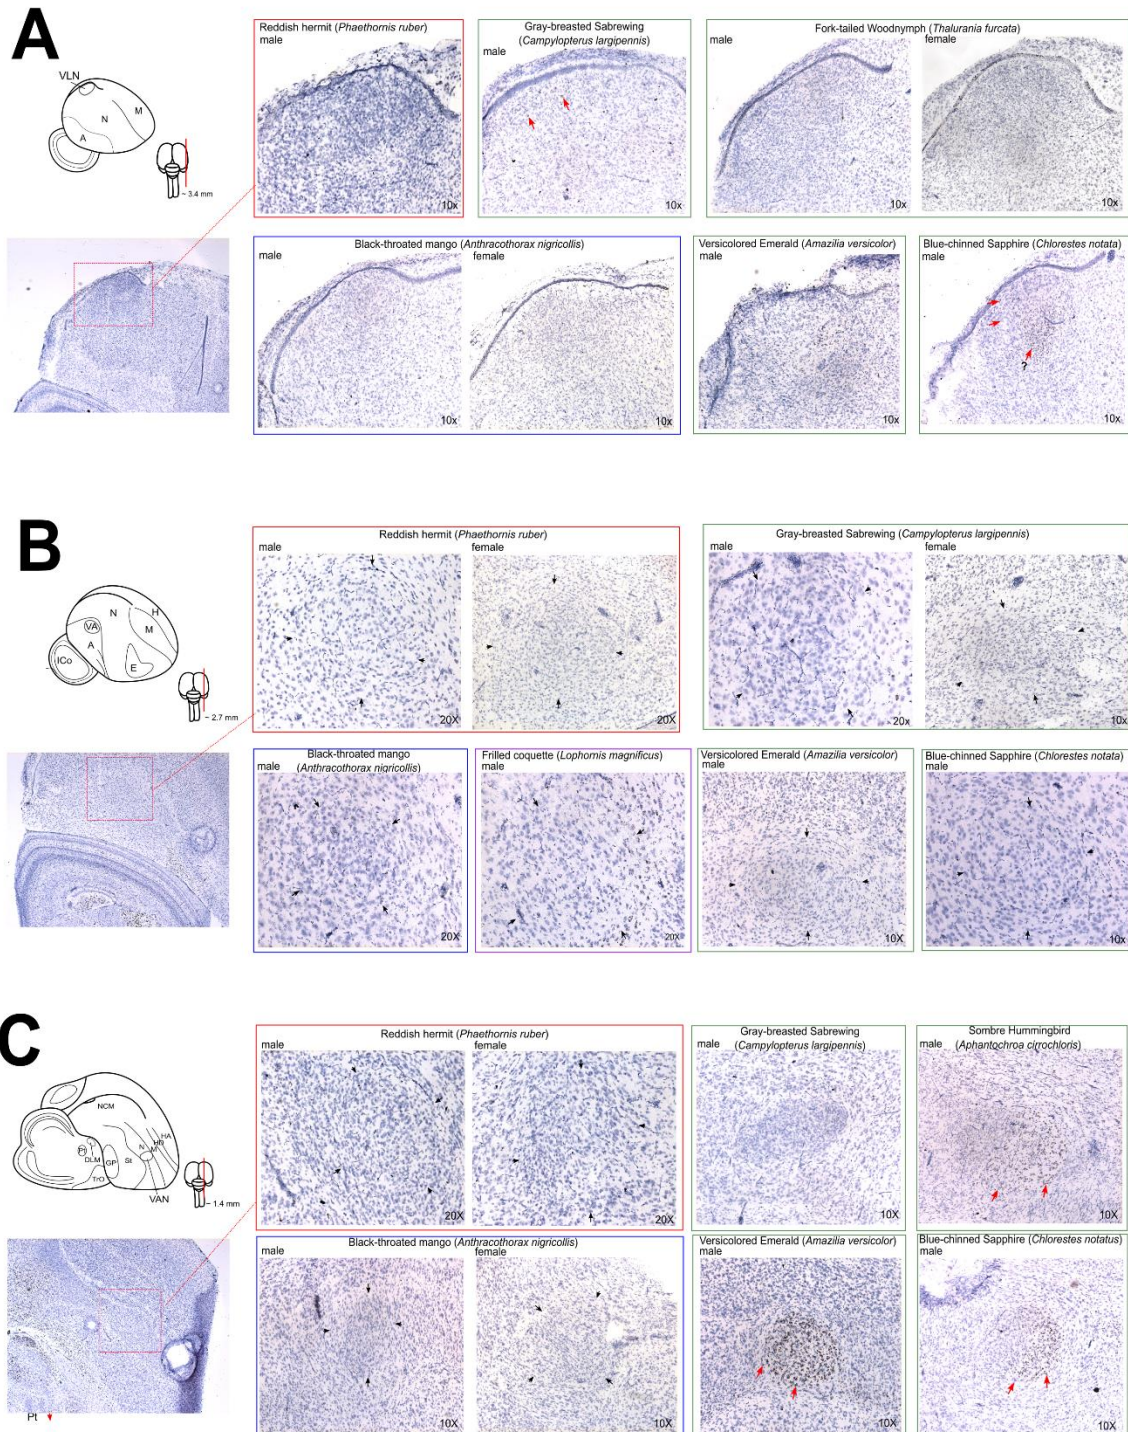 A
VLN
M
N
A
~ 3.4 mm
Reddish hermit (Phaethornis ruber)
male
10x
Gray-breasted Sabrewing
(Campylopterus largipennis)
male
10x
Fork-tailed Woodnymph (Thalurania furcata)
male
female
10x
10x
Black-throated mango (Anthracothorax nigricollis)
male
female
10x
10x
Versicolored Emerald (Amazilia versicolor)
male
10x
Blue-chinned Sapphire (Chlorestes notata)
male
?
10x
B
N
H
VA
M
A
ICo
E
~ 2.7 mm
Reddish hermit (Phaethornis ruber)
male
female
20X
20X
Gray-breasted Sabrewing (Campylopterus largipennis)
male
female
20x
10x
Black-throated mango
male
(Anthracothorax nigricollis)
20X
Frilled coquette (Lophornis magnificus)
male
20X
Versicolored Emerald (Amazilia versicolor)
male
10X
Blue-chinned Sapphire (Chlorestes notata)
male
10x
C
NCM
HA
HD
M
N
Pt
DLM
GP
St
TrO
VAN
~ 1.4 mm
Reddish hermit (Phaethornis ruber)
male
female
20X
20X
Gray-breasted Sabrewing
male
(Campylopterus largipennis)
10X
Sombre Hummingbird
male
(Aphantochroa cirrochloris)
10X
Black-throated mango (Anthracothorax nigricollis)
male
female
10X
10X
Versicolored Emerald (Amazilia versicolor)
male
10X
Blue-chinned Sapphire (Chlorestes notatus)
male
10X
Pt